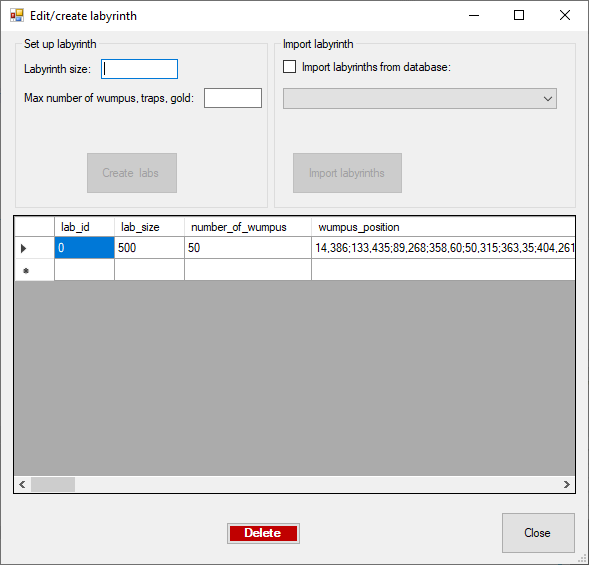 Edit/create labyrinth
Set up labyrinth
Labyrinth size:
Max number of wumpus, traps, gold:
Create labs
Import labyrinth
Import labyrinths from database:
Import labyrinths
lab_id lab_size number_of_wumpus wumpus_position
0 500 50 14,386;133,435;89,268;358,60;50,315;363,35;404,261
Delete
Close